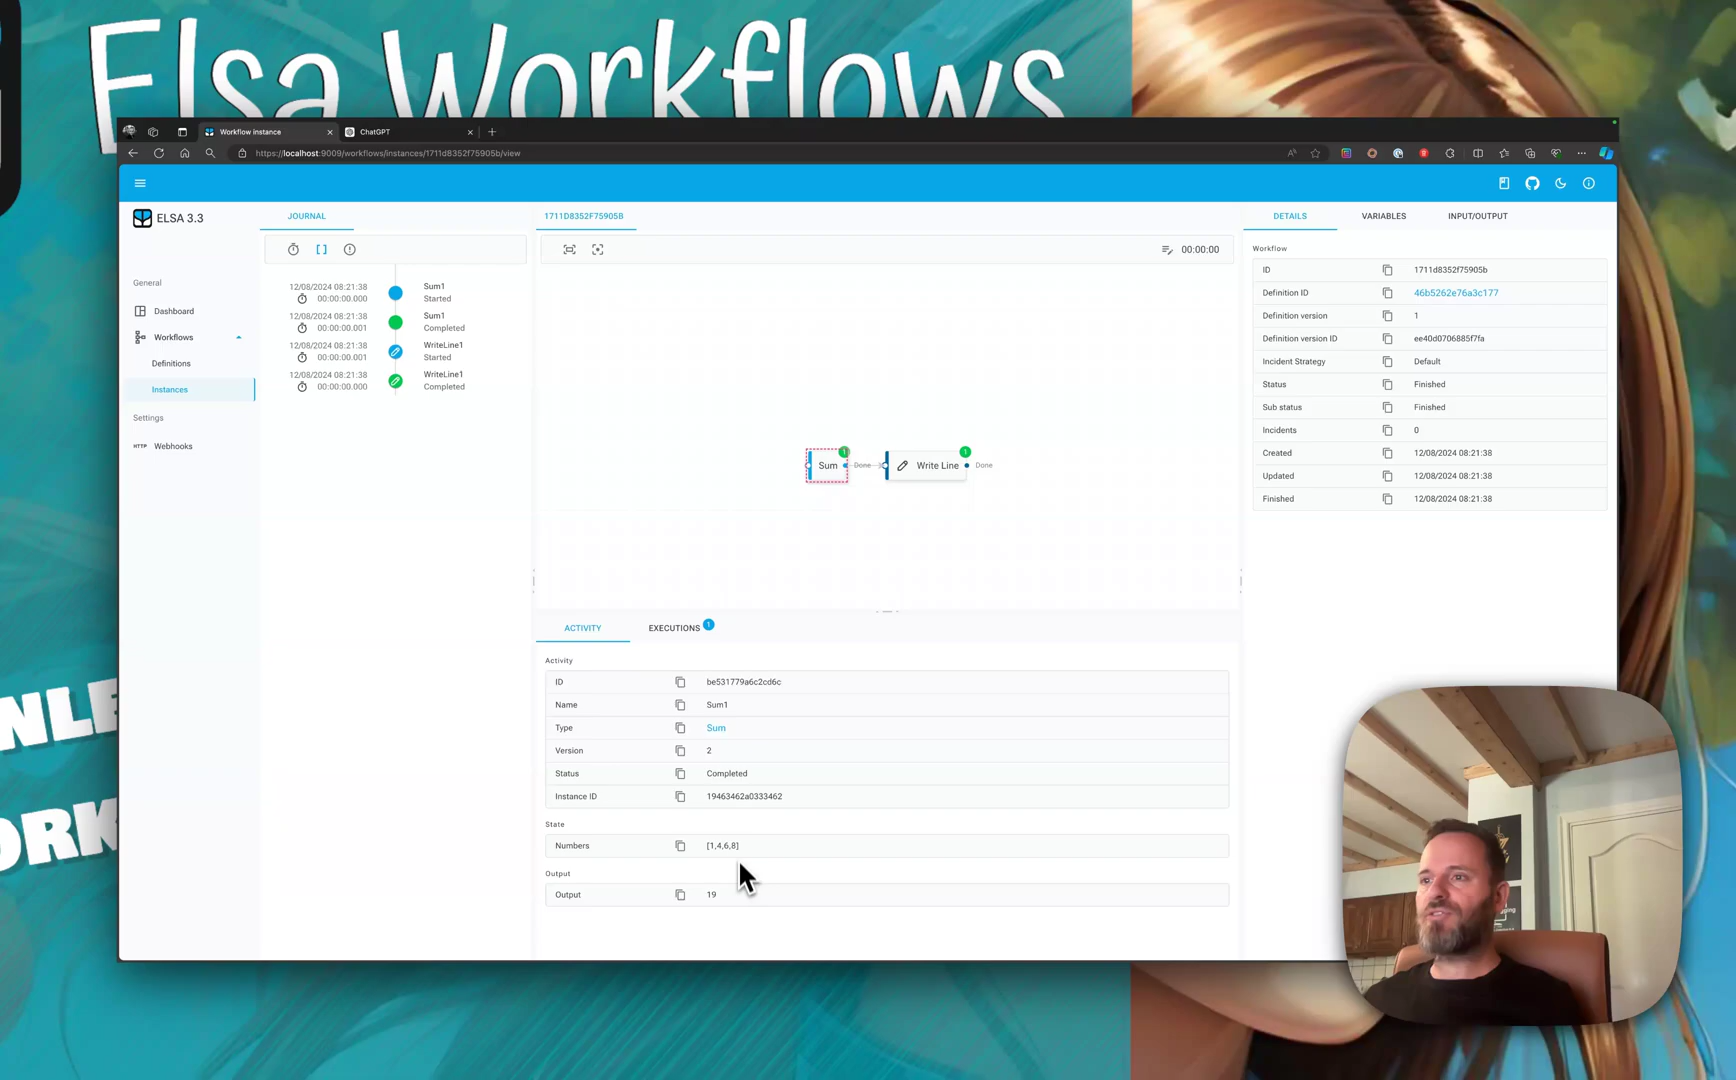 Elsa Workflows
Workflow instance
ChatGPT
https://localhost:9009/workflows/instances/1711d8352f75905b/view
ELSA 3.3
JOURNAL
1711D8352F75905B
DETAILS
VARIABLES
INPUT/OUTPUT
00:00:00
General
Dashboard
Workflows
Definitions
Instances
Settings
HTTP
Webhooks
12/08/2024 08:21:38
Sum1
00:00:00.000
Started
12/08/2024 08:21:38
Sum1
00:00:00.001
Completed
12/08/2024 08:21:38
WriteLine1
00:00:00.001
Started
12/08/2024 08:21:38
WriteLine1
00:00:00.000
Completed
1
1
Sum
Done
Write Line
Done
Workflow
ID 1711d8352f75905b
Definition ID 46b5262e76a3c177
Definition version 1
Definition version ID ee40d0706885f7fa
Incident Strategy Default
Status Finished
Sub status Finished
Incidents 0
Created 12/08/2024 08:21:38
Updated 12/08/2024 08:21:38
Finished 12/08/2024 08:21:38
ACTIVITY
EXECUTIONS
1
Activity
ID be531779a6c2cd6c
Name Sum1
Type Sum
Version 2
Status Completed
Instance ID 19463462a0333462
State
Numbers [1,4,6,8]
Output
Output 19
NLE
ORK